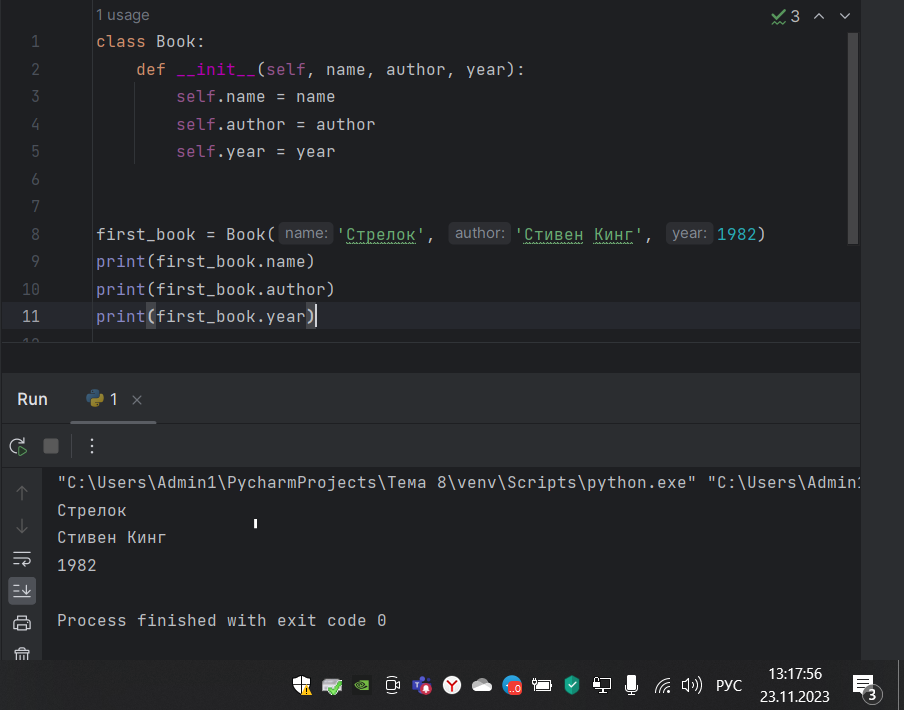 1 usage
3
1 class Book:
2 def __init__(self, name, author, year):
3 self.name = name
4 self.author = author
5 self.year = year
6
7
8 first_book = Book( name: 'Стрелок', author: 'Стивен Кинг', year: 1982)
9 print(first_book.name)
10 print(first_book.author)
11 print(first_book.year)
12
Run 1
"C:\Users\Admin1\PycharmProjects\Тема 8\venv\Scripts\python.exe" "C:\Users\Admin1
Стрелок
Стивен Кинг
1982
Process finished with exit code 0
РУС
13:17:56
23.11.2023
3